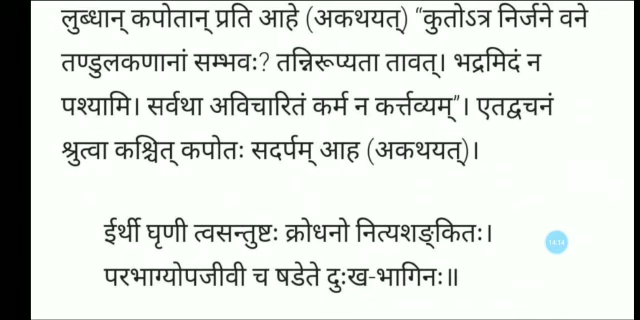 लुब्धान् कपोतान् प्रति आहे (अकथयत्) “कुतोऽत्र निर्जने वने
तण्डुलकणानां सम्भवः? तन्निरूप्यता तावत्। भद्रमिदं न
पश्यामि। सर्वथा अविचारितं कर्म न कर्त्तव्यम्”। एतद्वचनं
श्रुत्वा कश्चित् कपोतः सदर्पम् आह (अकथयत्)।
ईर्थी घृणी त्वसन्तुष्टः क्रोधनो नित्यशङ्कितः।
परभाग्योपजीवी च षडेते दुःख-भागिनः॥
14:14